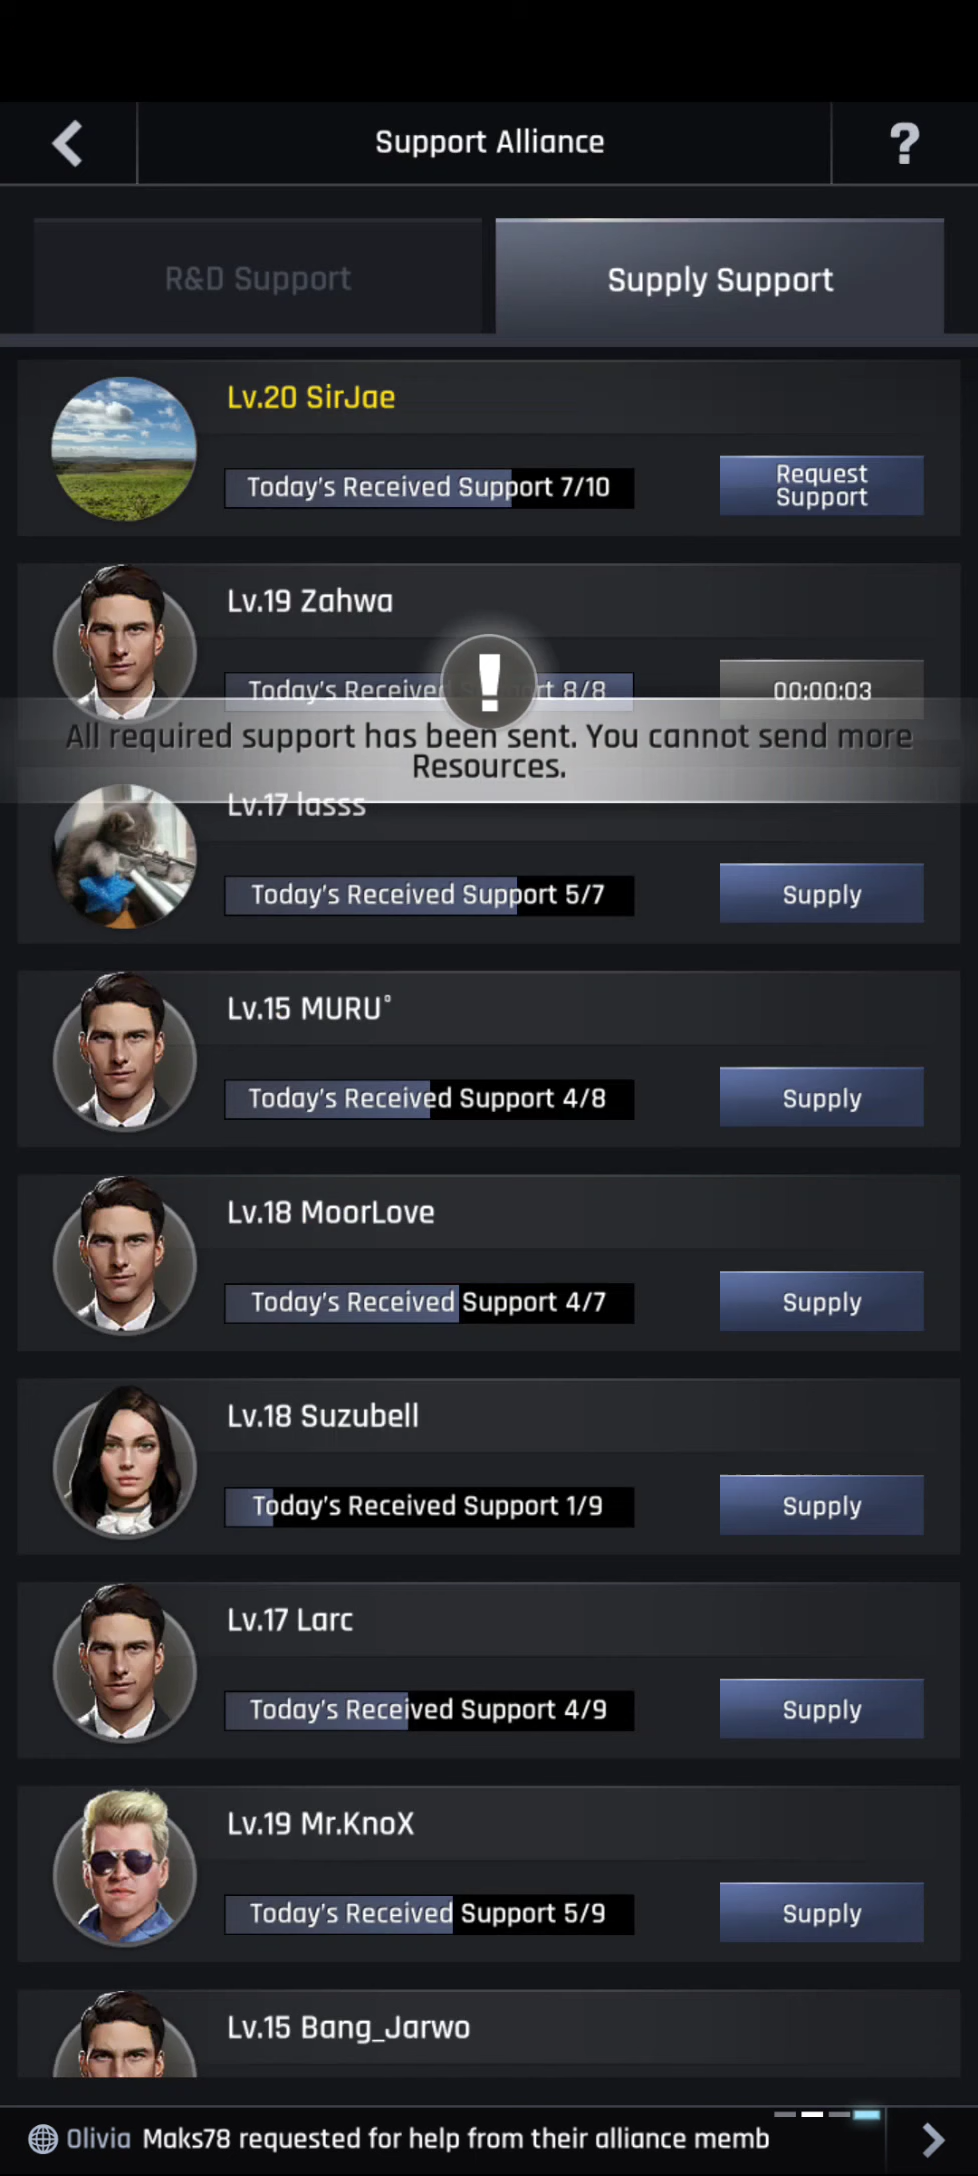 Support Alliance
?
R&D Support
Supply Support
Lv.20 SirJae
Today's Received Support 7/10
Request
Support
Lv.19 Zahwa
Today's Received Support 8/8
00:00:03
!
All required support has been sent. You cannot send more
Resources.
Lv.17 lasss
Today's Received Support 5/7
Supply
Lv.15 MURU°
Today's Received Support 4/8
Supply
Lv.18 MoorLove
Today's Received Support 4/7
Supply
Lv.18 Suzubell
Today's Received Support 1/9
Supply
Lv.17 Larc
Today's Received Support 4/9
Supply
Lv.19 Mr.KnoX
Today's Received Support 5/9
Supply
Lv.15 Bang_Jarwo
Olivia Maks78 requested for help from their alliance memb